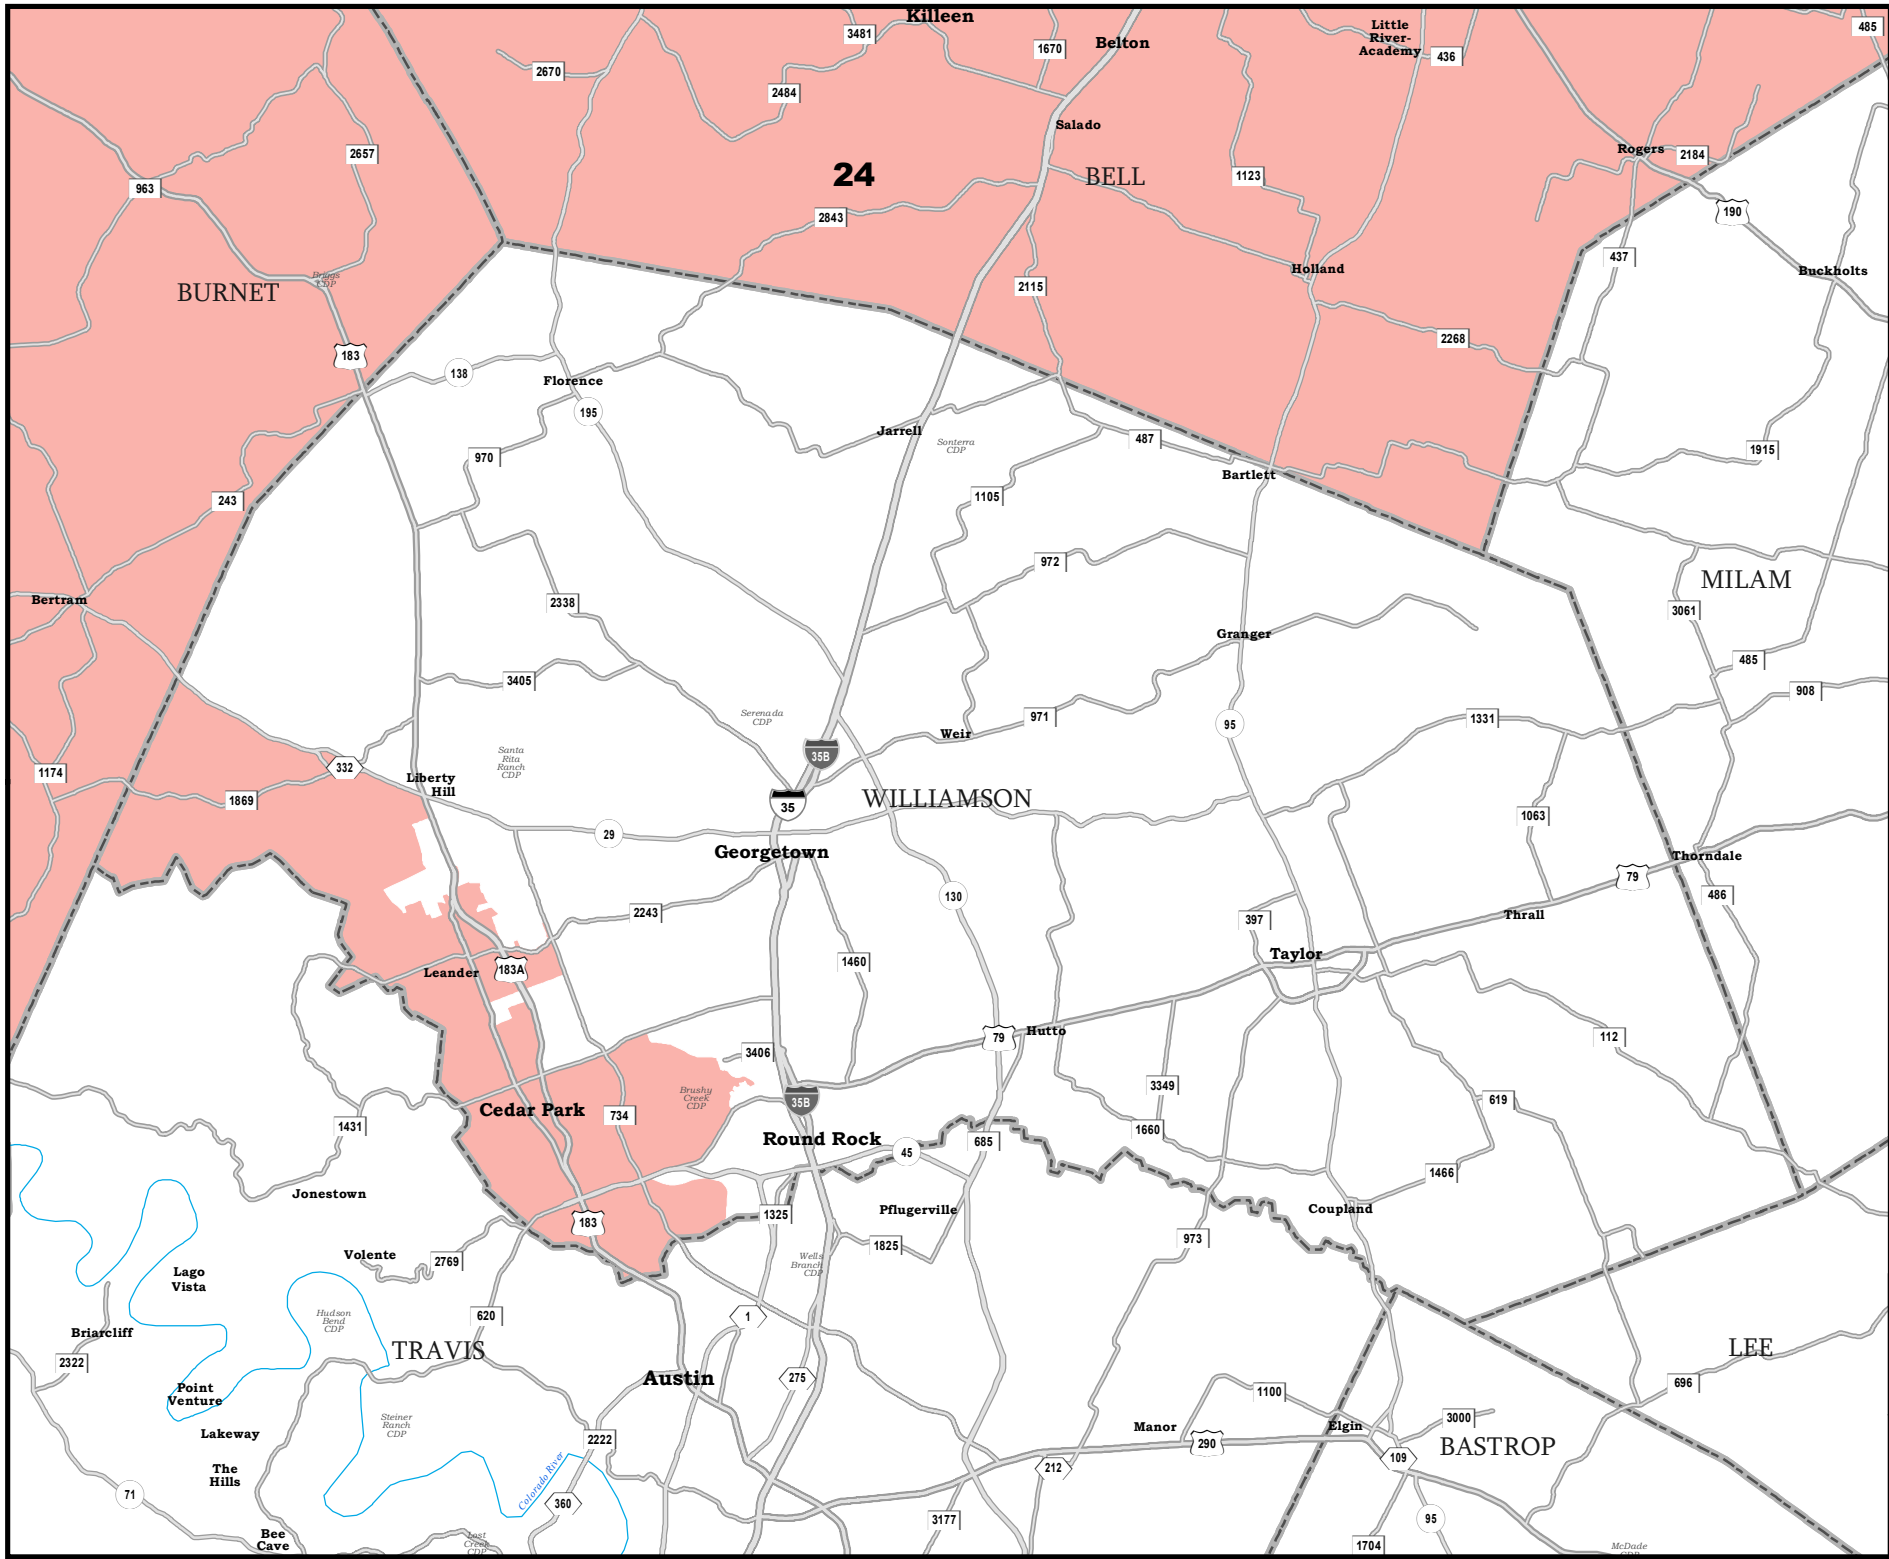 Killeen
3481
1670
Belton
Little
River-
Academy
436
485
2670
2484
Salado
2657
963
24
BELL
1123
Rogers
2184
2843
190
437
Holland
Buckholts
Briggs
CDP
BURNET
2115
2268
183
138
Florence
195
Jarrell
Sonterra
CDP
487
1915
970
Bartlett
243
1105
972
MILAM
Bertram
2338
3061
Granger
485
3405
908
Serenada
CDP
971
95
1331
Weir
Santa
Rita
Ranch
CDP
35B
332
1174
Liberty
Hill
1869
35
WILLIAMSON
1063
29
Georgetown
Thorndale
79
130
486
2243
397
Thrall
Taylor
1460
Leander
183A
79
Hutto
112
3406
3349
Brushy
Creek
CDP
35B
619
Cedar Park
734
1431
1660
Round Rock
685
45
1466
Jonestown
Coupland
Pflugerville
1325
183
973
1825
Volente
2769
Wells
Branch
CDP
Lago
Vista
Hudson
Bend
CDP
620
1
Briarcliff
TRAVIS
LEE
2322
Austin
275
696
Point
Venture
1100
3000
Steiner
Ranch
CDP
Manor
Elgin
Lakeway
2222
290
BASTROP
109
The
Hills
212
Colorado River
71
360
3177
95
Bee
Cave
Lost
Creek
CDP
1704
McDade
CDP